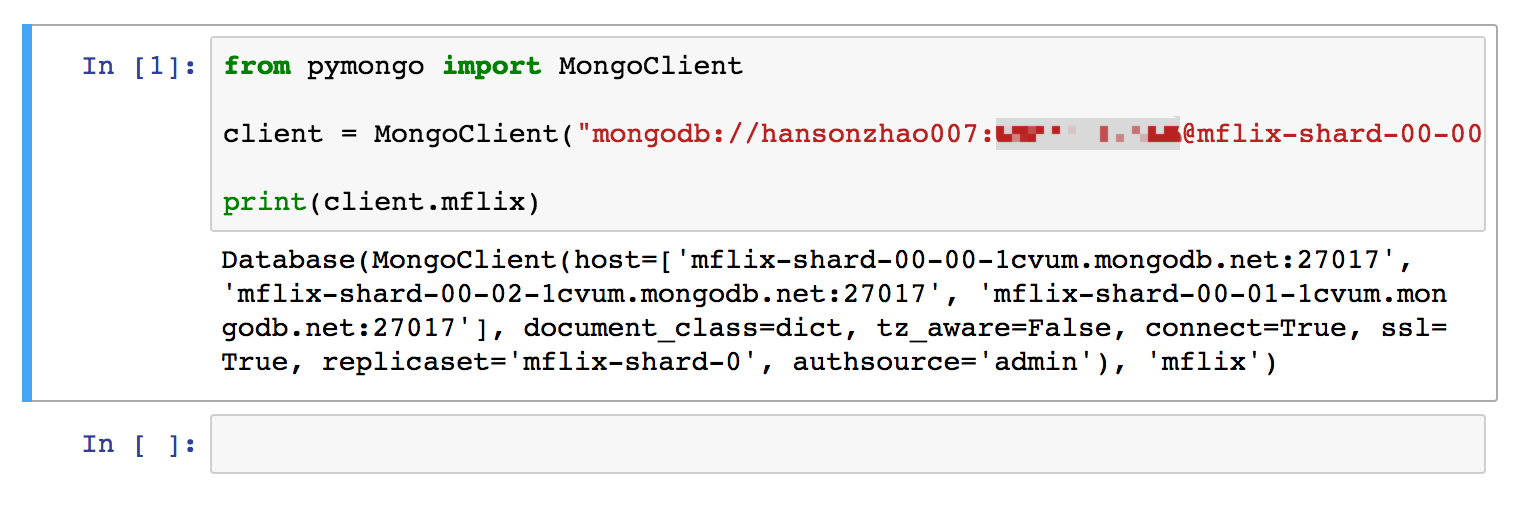 In [1]: from pymongo import MongoClient
client = MongoClient("mongodb://hansonzhao007:@mflix-shard-00-00
print(client.mflix)
Database(MongoClient(host=['mflix-shard-00-00-1cvum.mongodb.net:27017',
'mflix-shard-00-02-1cvum.mongodb.net:27017', 'mflix-shard-00-01-1cvum.mon
godb.net:27017'], document_class=dict, tz_aware=False, connect=True, ssl=
True, replicaset='mflix-shard-0', authsource='admin'), 'mflix')
In [ ]: